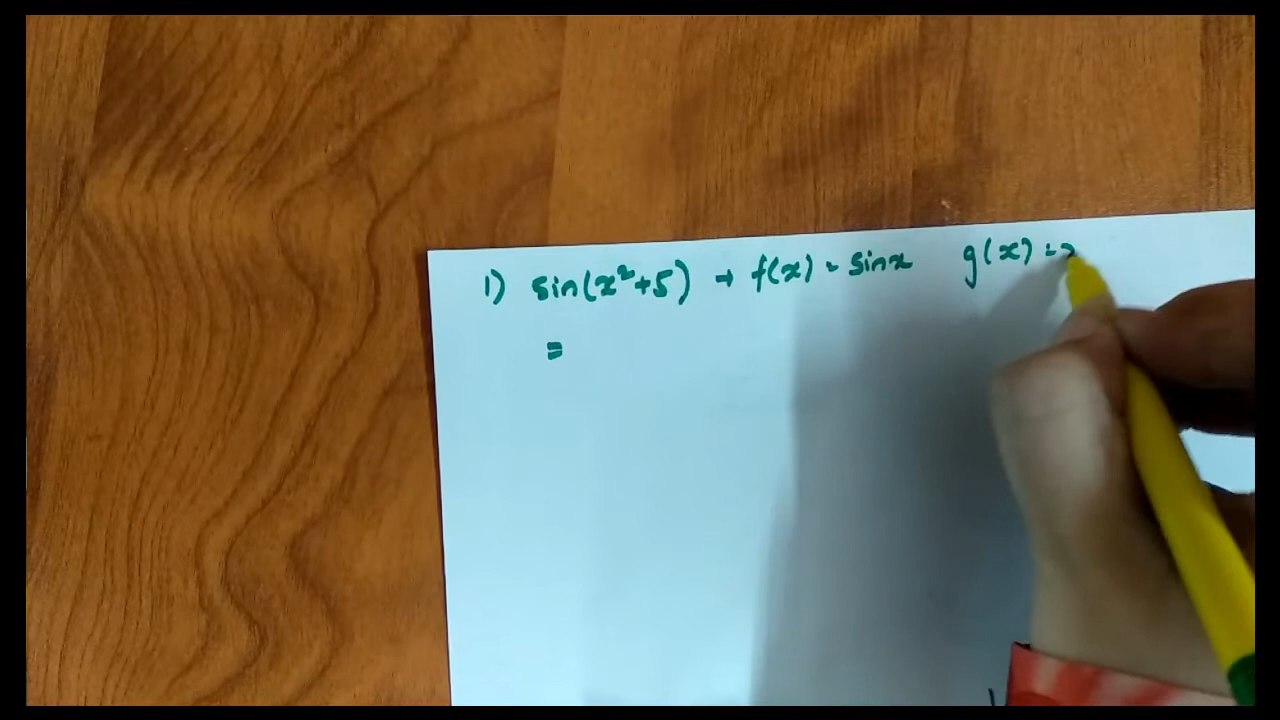 1) sin(x²+5) → f(x) = sinx g(x) = x
=